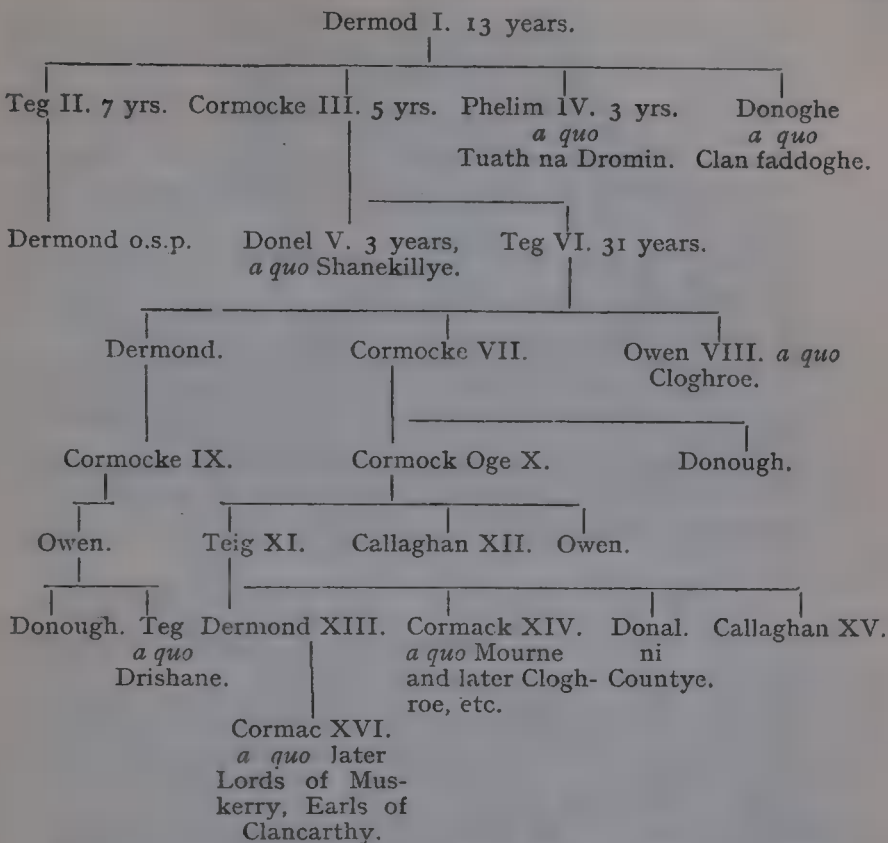 Dermod I. 13 years.
Teg II. 7 yrs. Cormocke III. 5 yrs. Phelim IV. 3 yrs. Donoghe
a quo a quo
Tuath na Dromin. Clan faddoghe.
Dermond o.s.p. Donel V. 3 years, Teg VI. 31 years.
a quo Shanekillye.
Dermond. Cormocke VII. Owen VIII. a quo
Cloghroe.
Cormocke IX. Cormock Oge X. Donough.
Owen. Teig XI. Callaghan XII. Owen.
Donough. Teg Dermond XIII. Cormack XIV. Donal. Callaghan XV.
a quo a quo Mourne ni
Drishane. and later Clogh- Countye.
roe, etc.
Cormac XVI.
a quo later
Lords of Mus-
kerry, Earls of
Clancarthy.